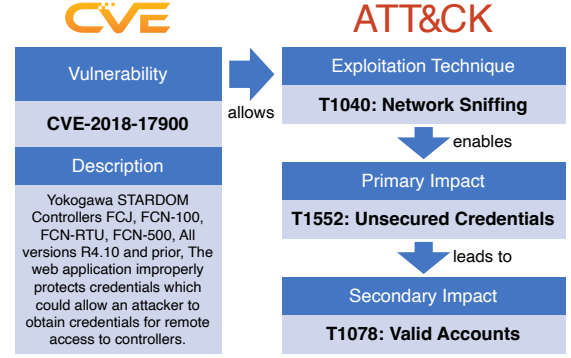 CVE
Vulnerability
CVE-2018-17900
Description
Yokogawa STARDOM
Controllers FCJ, FCN-100,
FCN-RTU, FCN-500, All
versions R4.10 and prior, The
web application improperly
protects credentials which
could allow an attacker to
obtain credentials for remote
access to controllers.
allows
ATT&CK
Exploitation Technique
T1040: Network Sniffing
enables
Primary Impact
T1552: Unsecured Credentials
leads to
Secondary Impact
T1078: Valid Accounts